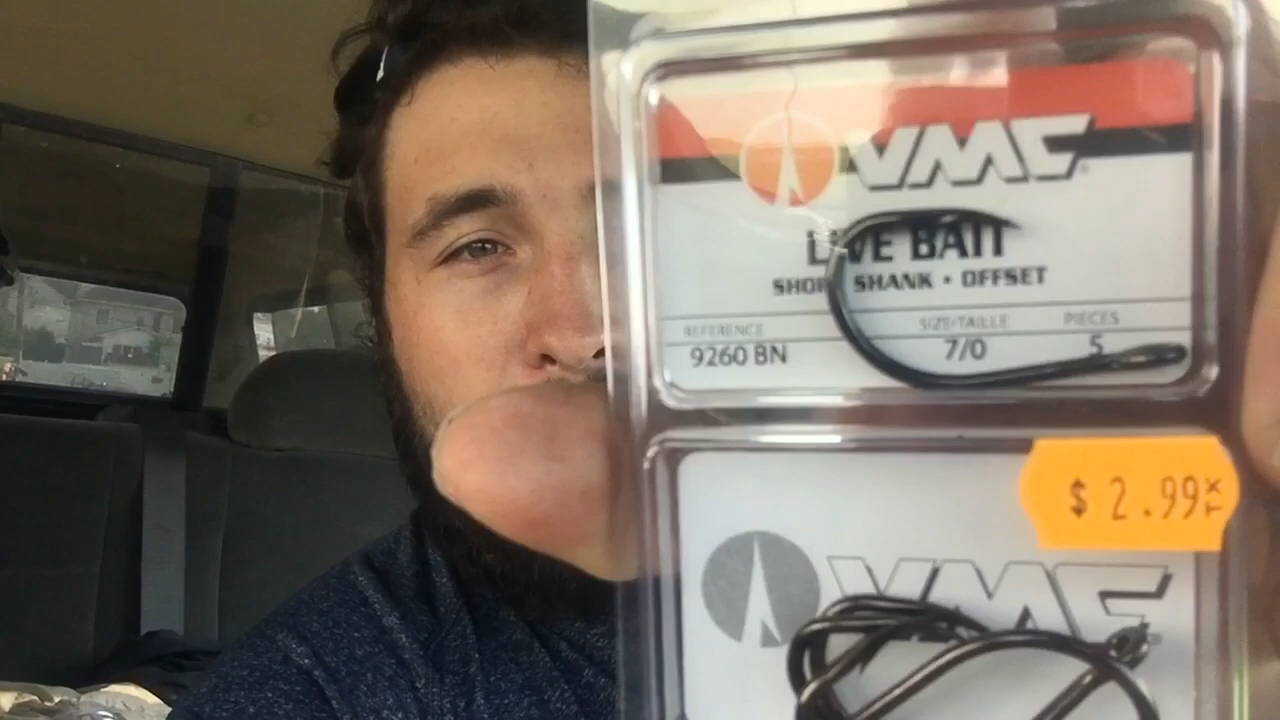 VMC
LIVE BAIT
SHORT SHANK • OFFSET
REFERENCE SIZE/TAILLE PIECES
9260 BN 7/0 5
$ 2.99
VMC